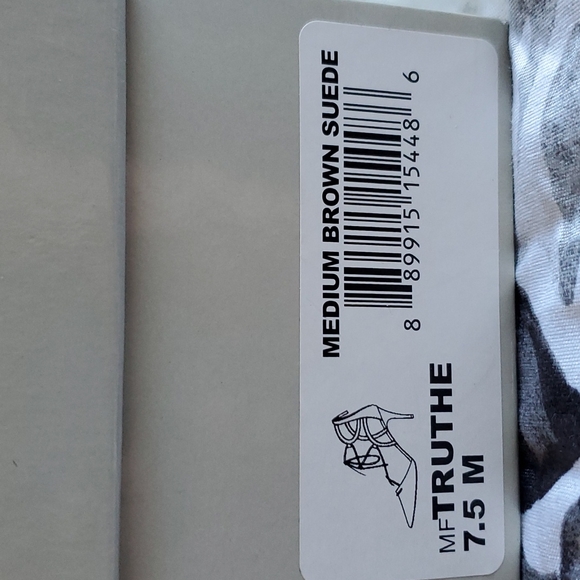 MEDIUM BROWN SUEDE
8 89915 15448 6
MFTRUTHE
7.5 M